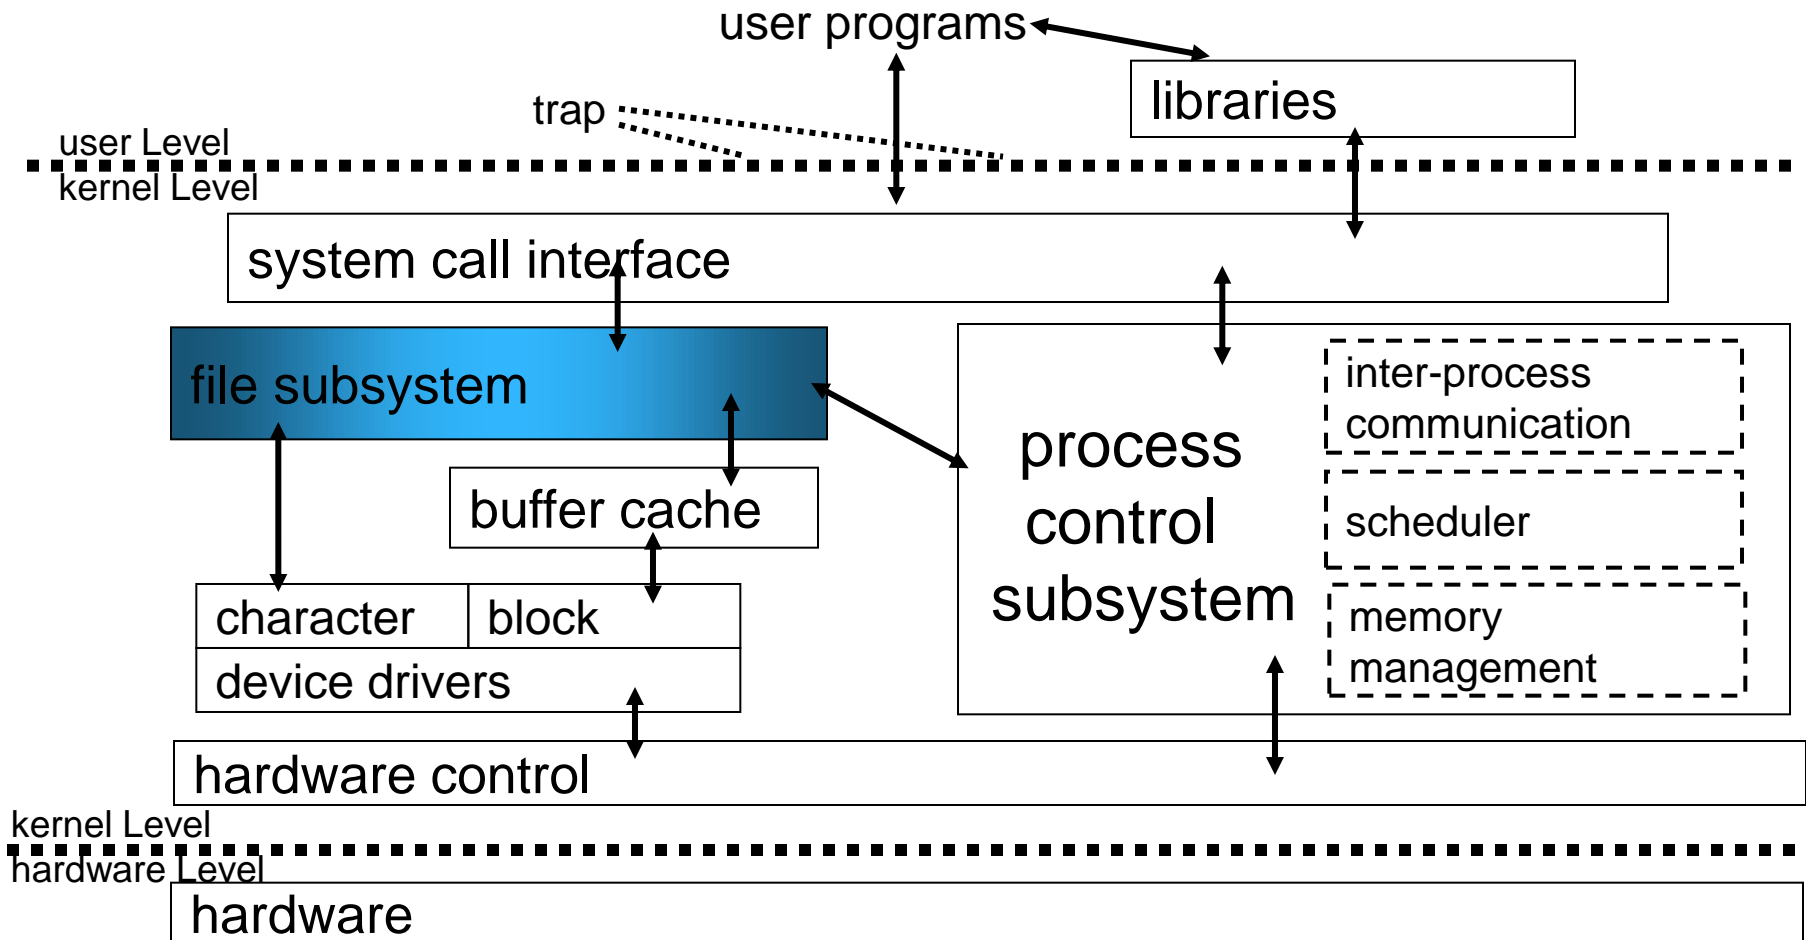 user programs
libraries
trap
user Level
kernel Level
system call interface
file subsystem
buffer cache
character
block
device drivers
process
control
subsystem
inter-process
communication
scheduler
memory
management
hardware control
kernel Level
hardware Level
hardware